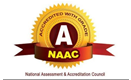 ACCREDITED WITH GRADE
A
NAAC
National Assessment & Accreditation Council